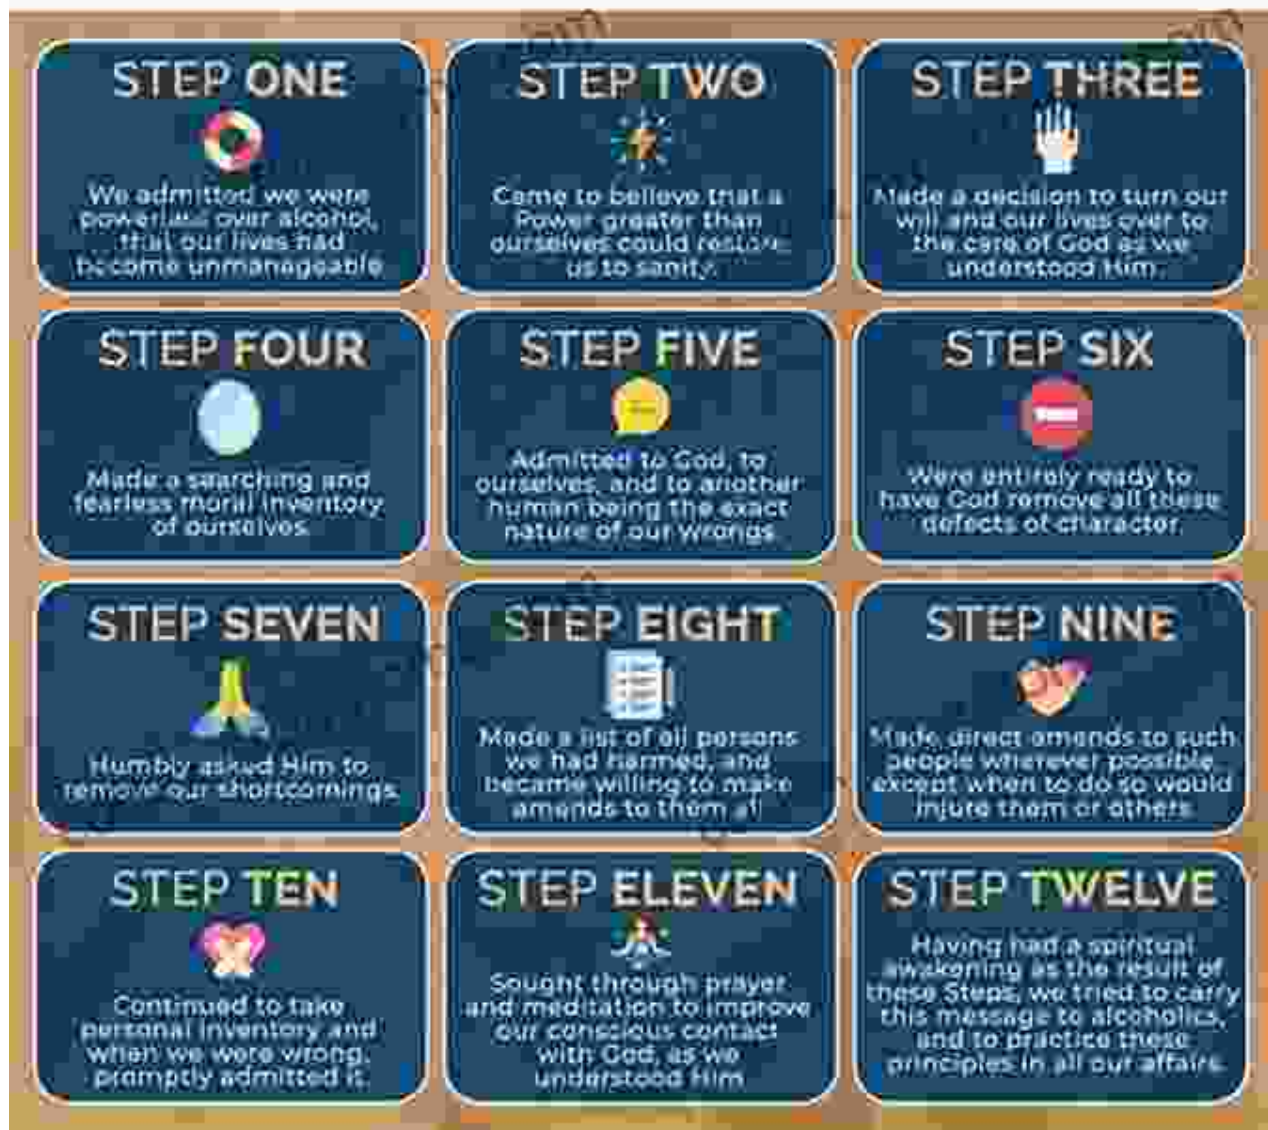 STEP ONE
We admitted we were
powerless over alcohol,
that our lives had
become unmanageable
STEP TWO
Came to believe that a
Power greater than
ourselves could restore
us to sanity.
STEP THREE
Made a decision to turn our
will and our lives over to
the care of God as we
understood Him.
STEP FOUR
Made a searching and
fearless moral inventory
of ourselves.
STEP FIVE
Admitted to God, to
ourselves, and to another
human being the exact
nature of our wrongs.
STEP SIX
Were entirely ready to
have God remove all these
defects of character.
STEP SEVEN
Humbly asked Him to
remove our shortcomings.
STEP EIGHT
Made a list of all persons
we had harmed, and
became willing to make
amends to them all
STEP NINE
Made direct amends to such
people wherever possible,
except when to do so would
injure them or others.
STEP TEN
Continued to take
personal inventory and
when we were wrong,
promptly admitted it.
STEP ELEVEN
Sought through prayer
and meditation to improve
our conscious contact
with God, as we
understood Him
STEP TWELVE
Having had a spiritual
awakening as the result of
these Steps, we tried to carry
this message to alcoholics,
and to practice these
principles in all our affairs.